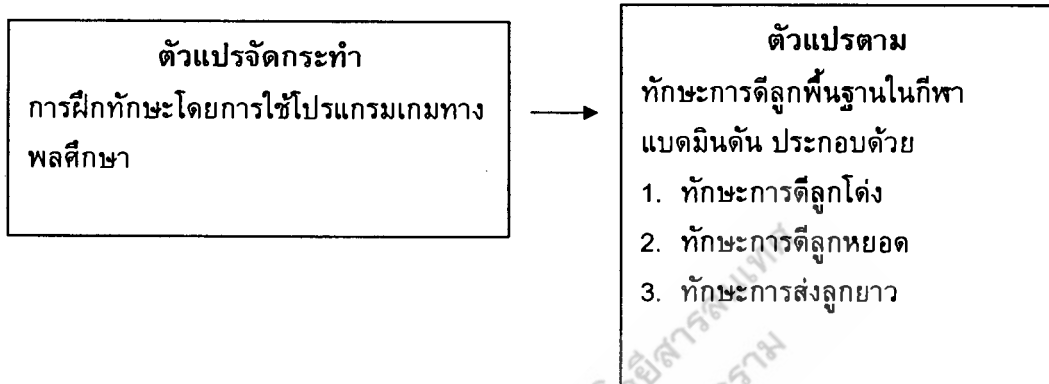 ตัวแปรจัดกระทำ
การฝึกทักษะโดยการใช้โปรแกรมเกมทาง
พลศึกษา
ตัวแปรตาม
ทักษะการตีลูกพื้นฐานในกีฬา
แบดมินตัน ประกอบด้วย
1. ทักษะการตีลูกโด่ง
2. ทักษะการตีลูกหยอด
3. ทักษะการส่งลูกยาว